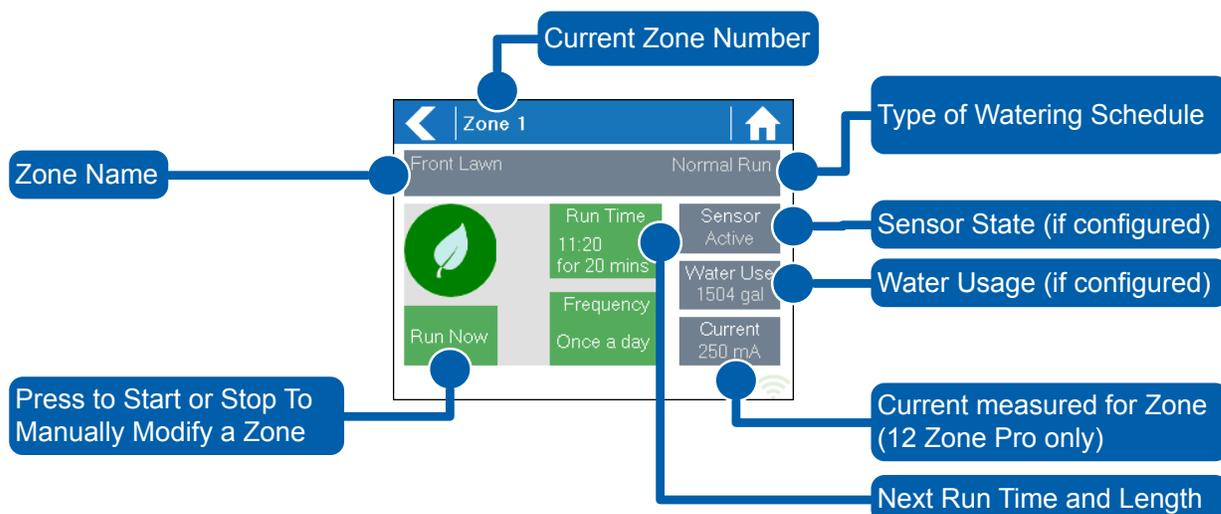 Current Zone Number
Zone 1
Type of Watering Schedule
Front Lawn
Normal Run
Zone Name
Run Time
11:20
for 20 mins
Sensor
Active
Sensor State (if configured)
Water Use
1504 gal
Water Usage (if configured)
Frequency
Once a day
Run Now
Current
250 mA
Press to Start or Stop To
Manually Modify a Zone
Current measured for Zone
(12 Zone Pro only)
Next Run Time and Length